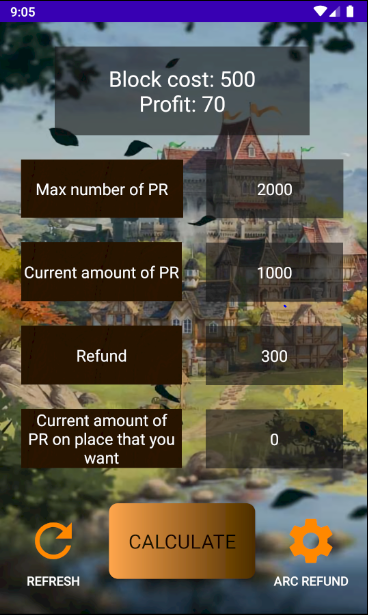 9:05
Block cost: 500
Profit: 70
Max number of PR
2000
Current amount of PR
1000
Refund
300
Current amount of
PR on place that you
want
0
CALCULATE
REFRESH
ARC REFUND